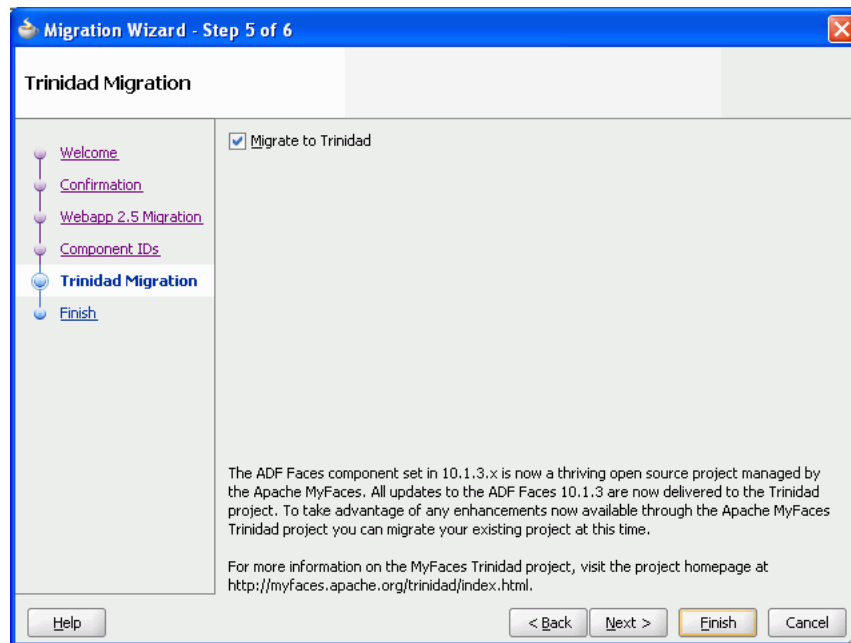 Migration Wizard - Step 5 of 6
Trinidad Migration
Welcome
Confirmation
Webapp 2.5 Migration
Component IDs
Trinidad Migration
Finish
Migrate to Trinidad
The ADF Faces component set in 10.1.3.x is now a thriving open source project managed by
the Apache MyFaces. All updates to the ADF Faces 10.1.3 are now delivered to the Trinidad
project. To take advantage of any enhancements now available through the Apache MyFaces
Trinidad project you can migrate your existing project at this time.
For more information on the MyFaces Trinidad project, visit the project homepage at
http://myfaces.apache.org/trinidad/index.html.
Help
< Back
Next >
Finish
Cancel